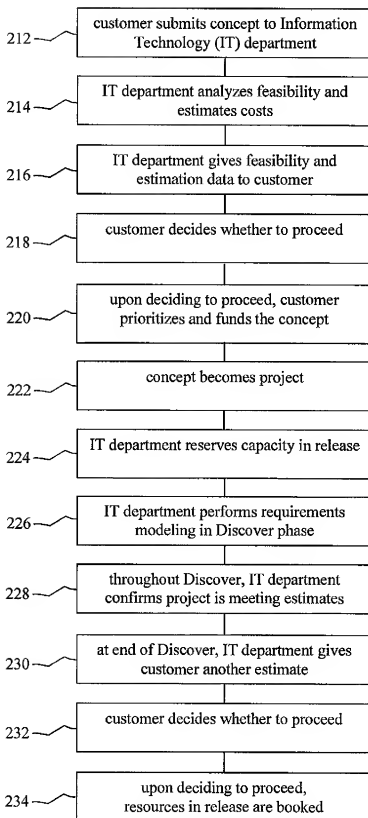 212
customer submits concept to Information
Technology (IT) department
214
IT department analyzes feasibility and
estimates costs
216
IT department gives feasibility and
estimation data to customer
218
customer decides whether to proceed
220
upon deciding to proceed, customer
prioritizes and funds the concept
222
concept becomes project
224
IT department reserves capacity in release
226
IT department performs requirements
modeling in Discover phase
228
throughout Discover, IT department
confirms project is meeting estimates
230
at end of Discover, IT department gives
customer another estimate
232
customer decides whether to proceed
234
upon deciding to proceed,
resources in release are booked